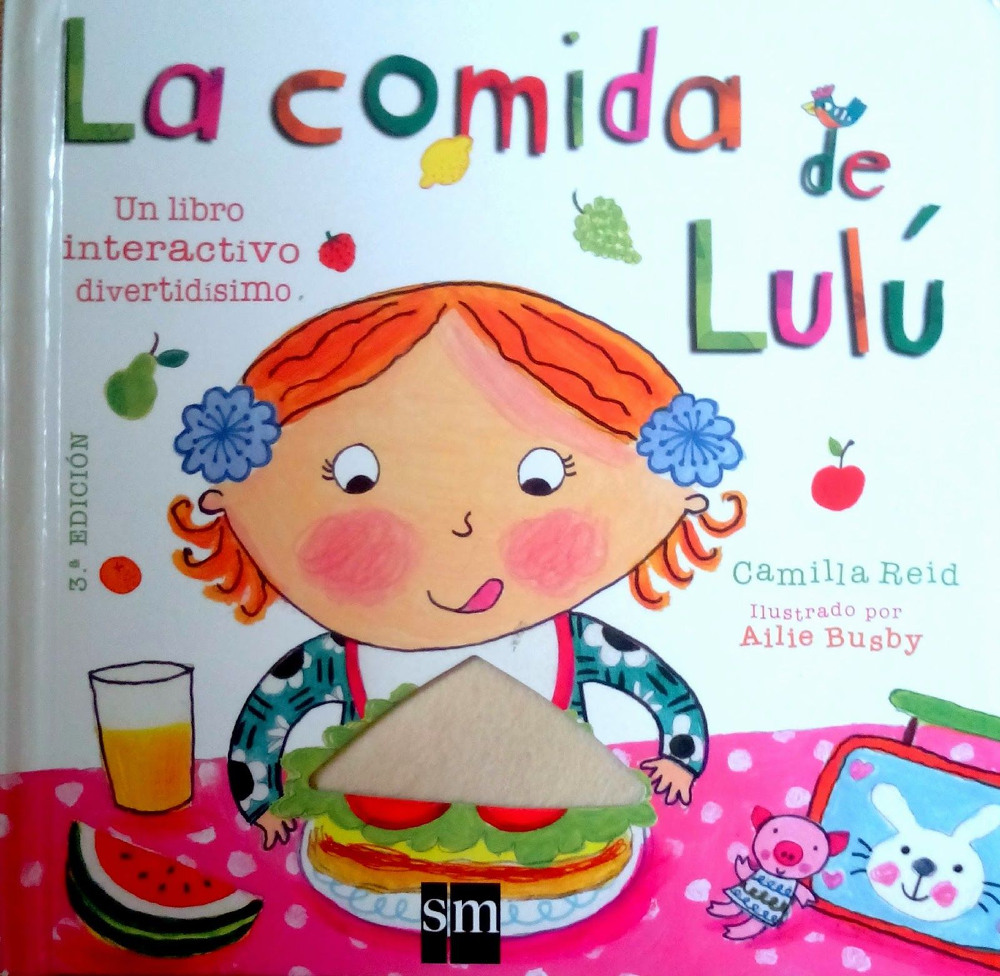 La comida
de
Lulú
Un libro
interactivo
divertidísimo
3.ª EDICIÓN
Camilla Reid
Ilustrado por
Ailie Busby
sm